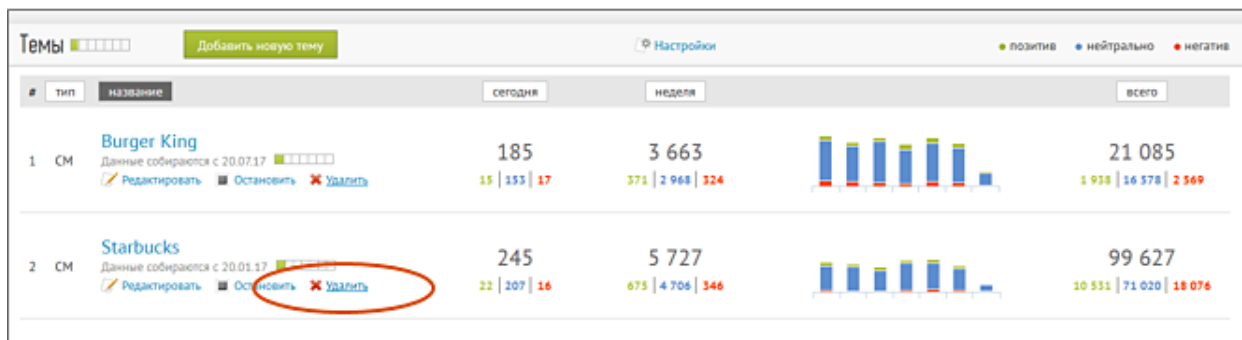 Темы Добавить новую тему Настройки позитив нейтрально негатив
# тип название сегодня неделя всего
Burger King
1 СМ Данные собираются с 20.07.17 185 3 663 21 085
Редактировать Остановить Удалить 15 | 153 | 17 371 | 2 968 | 324 1 938 | 16 578 | 2 569
Starbucks
2 СМ Данные собираются с 20.01.17 245 5 727 99 627
Редактировать Остановить Удалить 22 | 207 | 16 675 | 4 706 | 346 10 531 | 71 020 | 18 076